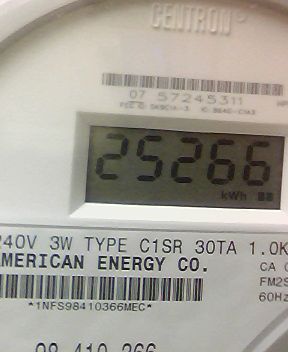 CENTRON
07 57245311
25266
kWh
240V 3W TYPE C1SR 30TA 1.0K
AMERICAN ENERGY CO.
CA
FM2S
60Hz
*1NFS98410366MEC*
98 410 366